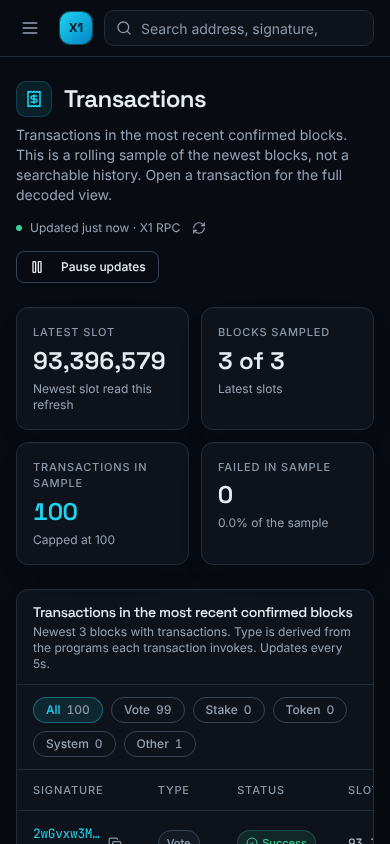 X1
Search address, signature,
Transactions
Transactions in the most recent confirmed blocks.
This is a rolling sample of the newest blocks, not a
searchable history. Open a transaction for the full
decoded view.
Updated just now · X1 RPC
Pause updates
LATEST SLOT
93,396,579
Newest slot read this
refresh
BLOCKS SAMPLED
3 of 3
Latest slots
TRANSACTIONS IN
SAMPLE
100
Capped at 100
FAILED IN SAMPLE
0
0.0% of the sample
Transactions in the most recent confirmed blocks
Newest 3 blocks with transactions. Type is derived from
the programs each transaction invokes. Updates every
5s.
All 100 Vote 99 Stake 0 Token 0
System 0 Other 1
SIGNATURE TYPE STATUS SLOT
2wGvxw3M… Vote Success 93,